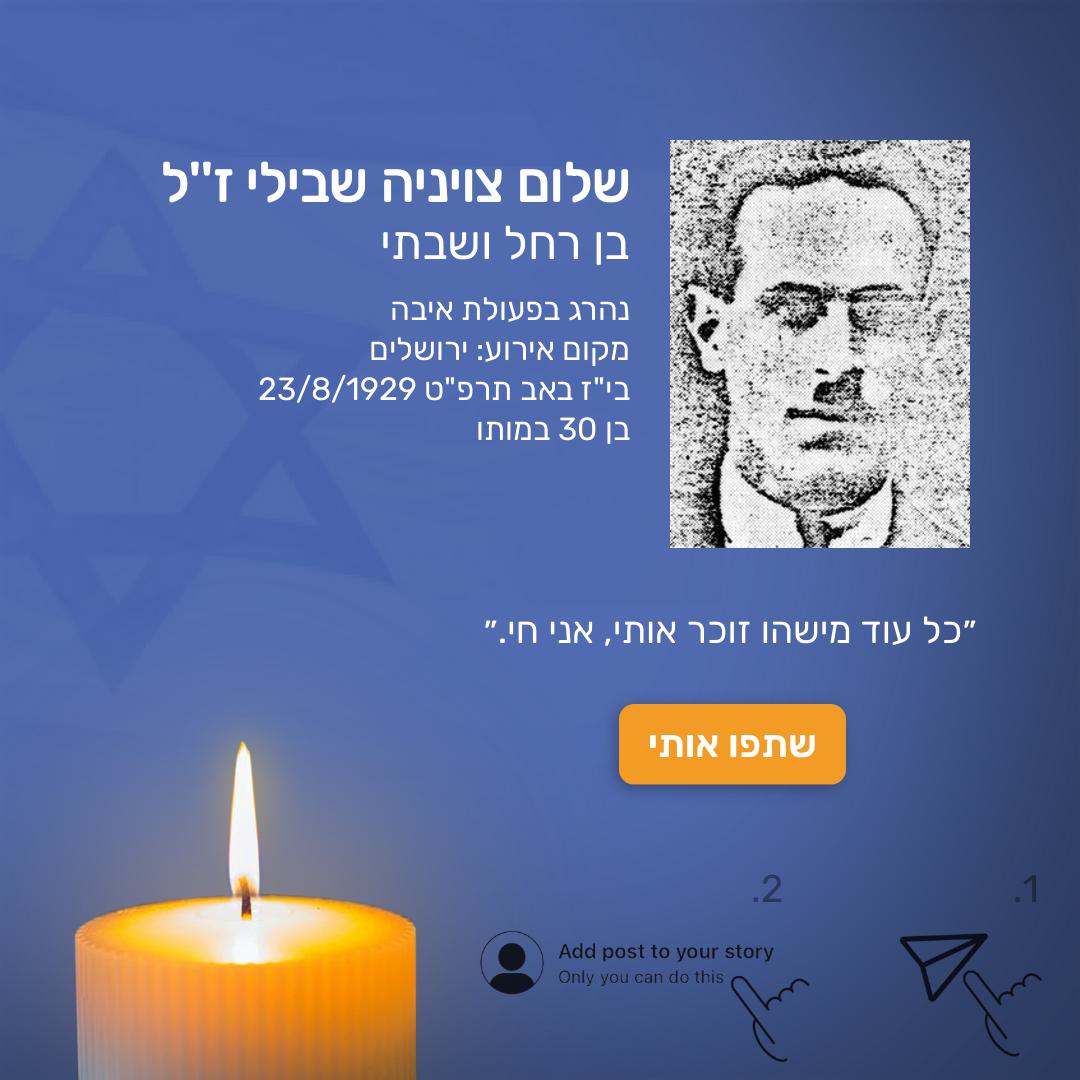 שלום צויניה שבילי ז''ל
בן רחל ושבתי
נהרג בפעולת איבה
מקום אירוע: ירושלים
בי"ז באב תרפ"ט 23/8/1929
בן 30 במותו
״כל עוד מישהו זוכר אותי, אני חי.״
שתפו אותי
1.
2.
Add post to your story
Only you can do this